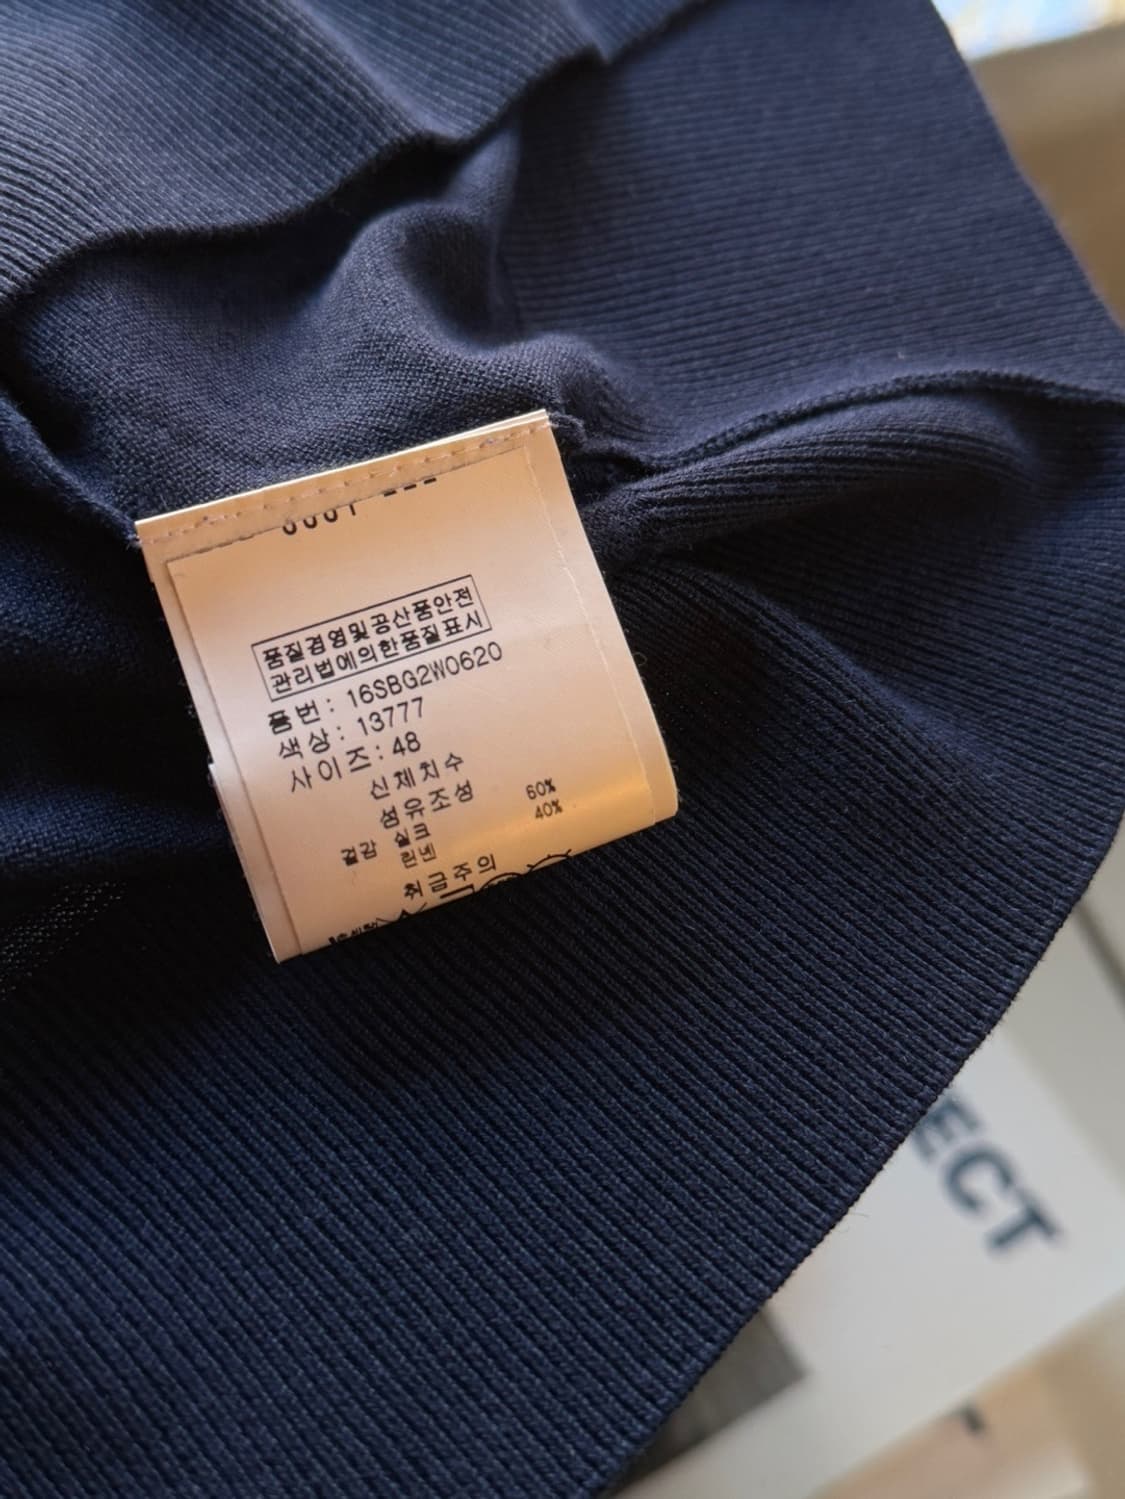 0001
품질경영및공산품안전
관리법에의한품질표시
품번: 16SBG2W0620
색상: 13777
사이즈: 48
신체치수
섬유조성
겉감 실크 60%
린넨 40%
취급주의
ECT